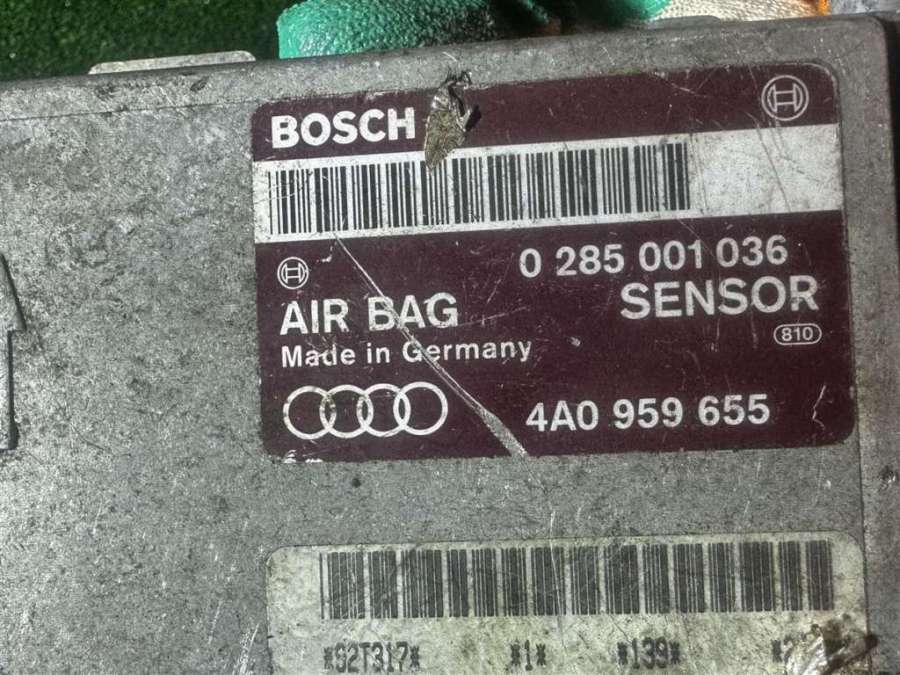 BOSCH
0 285 001 036
AIR BAG SENSOR
Made in Germany 810
4A0 959 655
*S2T317* *1* *139*